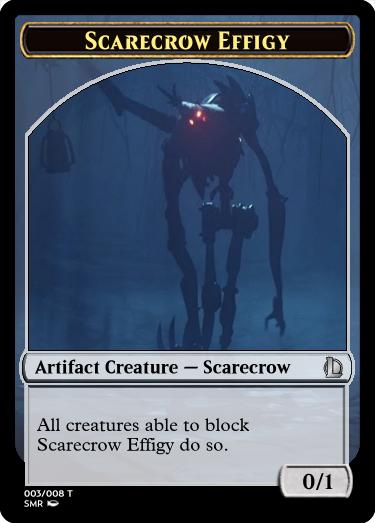 Scarecrow Effigy
Artifact Creature — Scarecrow
All creatures able to block
Scarecrow Effigy do so.
0/1
003/008 T
SMR